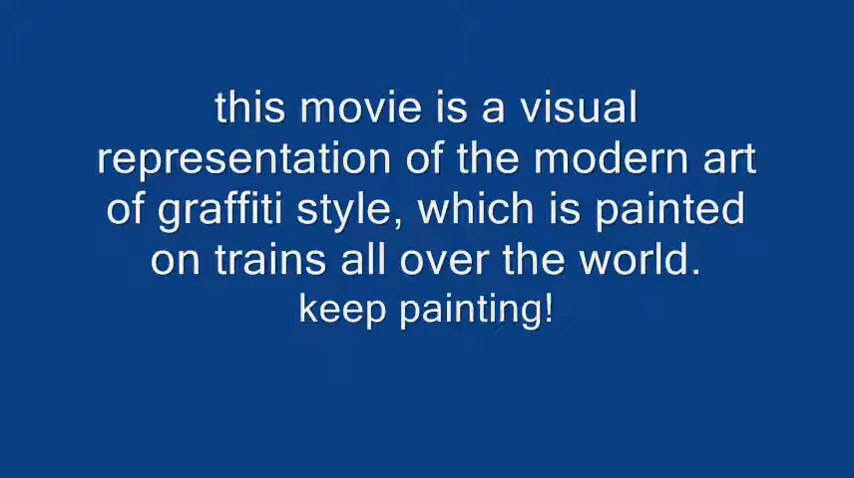 this movie is a visual
representation of the modern art
of graffiti style, which is painted
on trains all over the world.
keep painting!